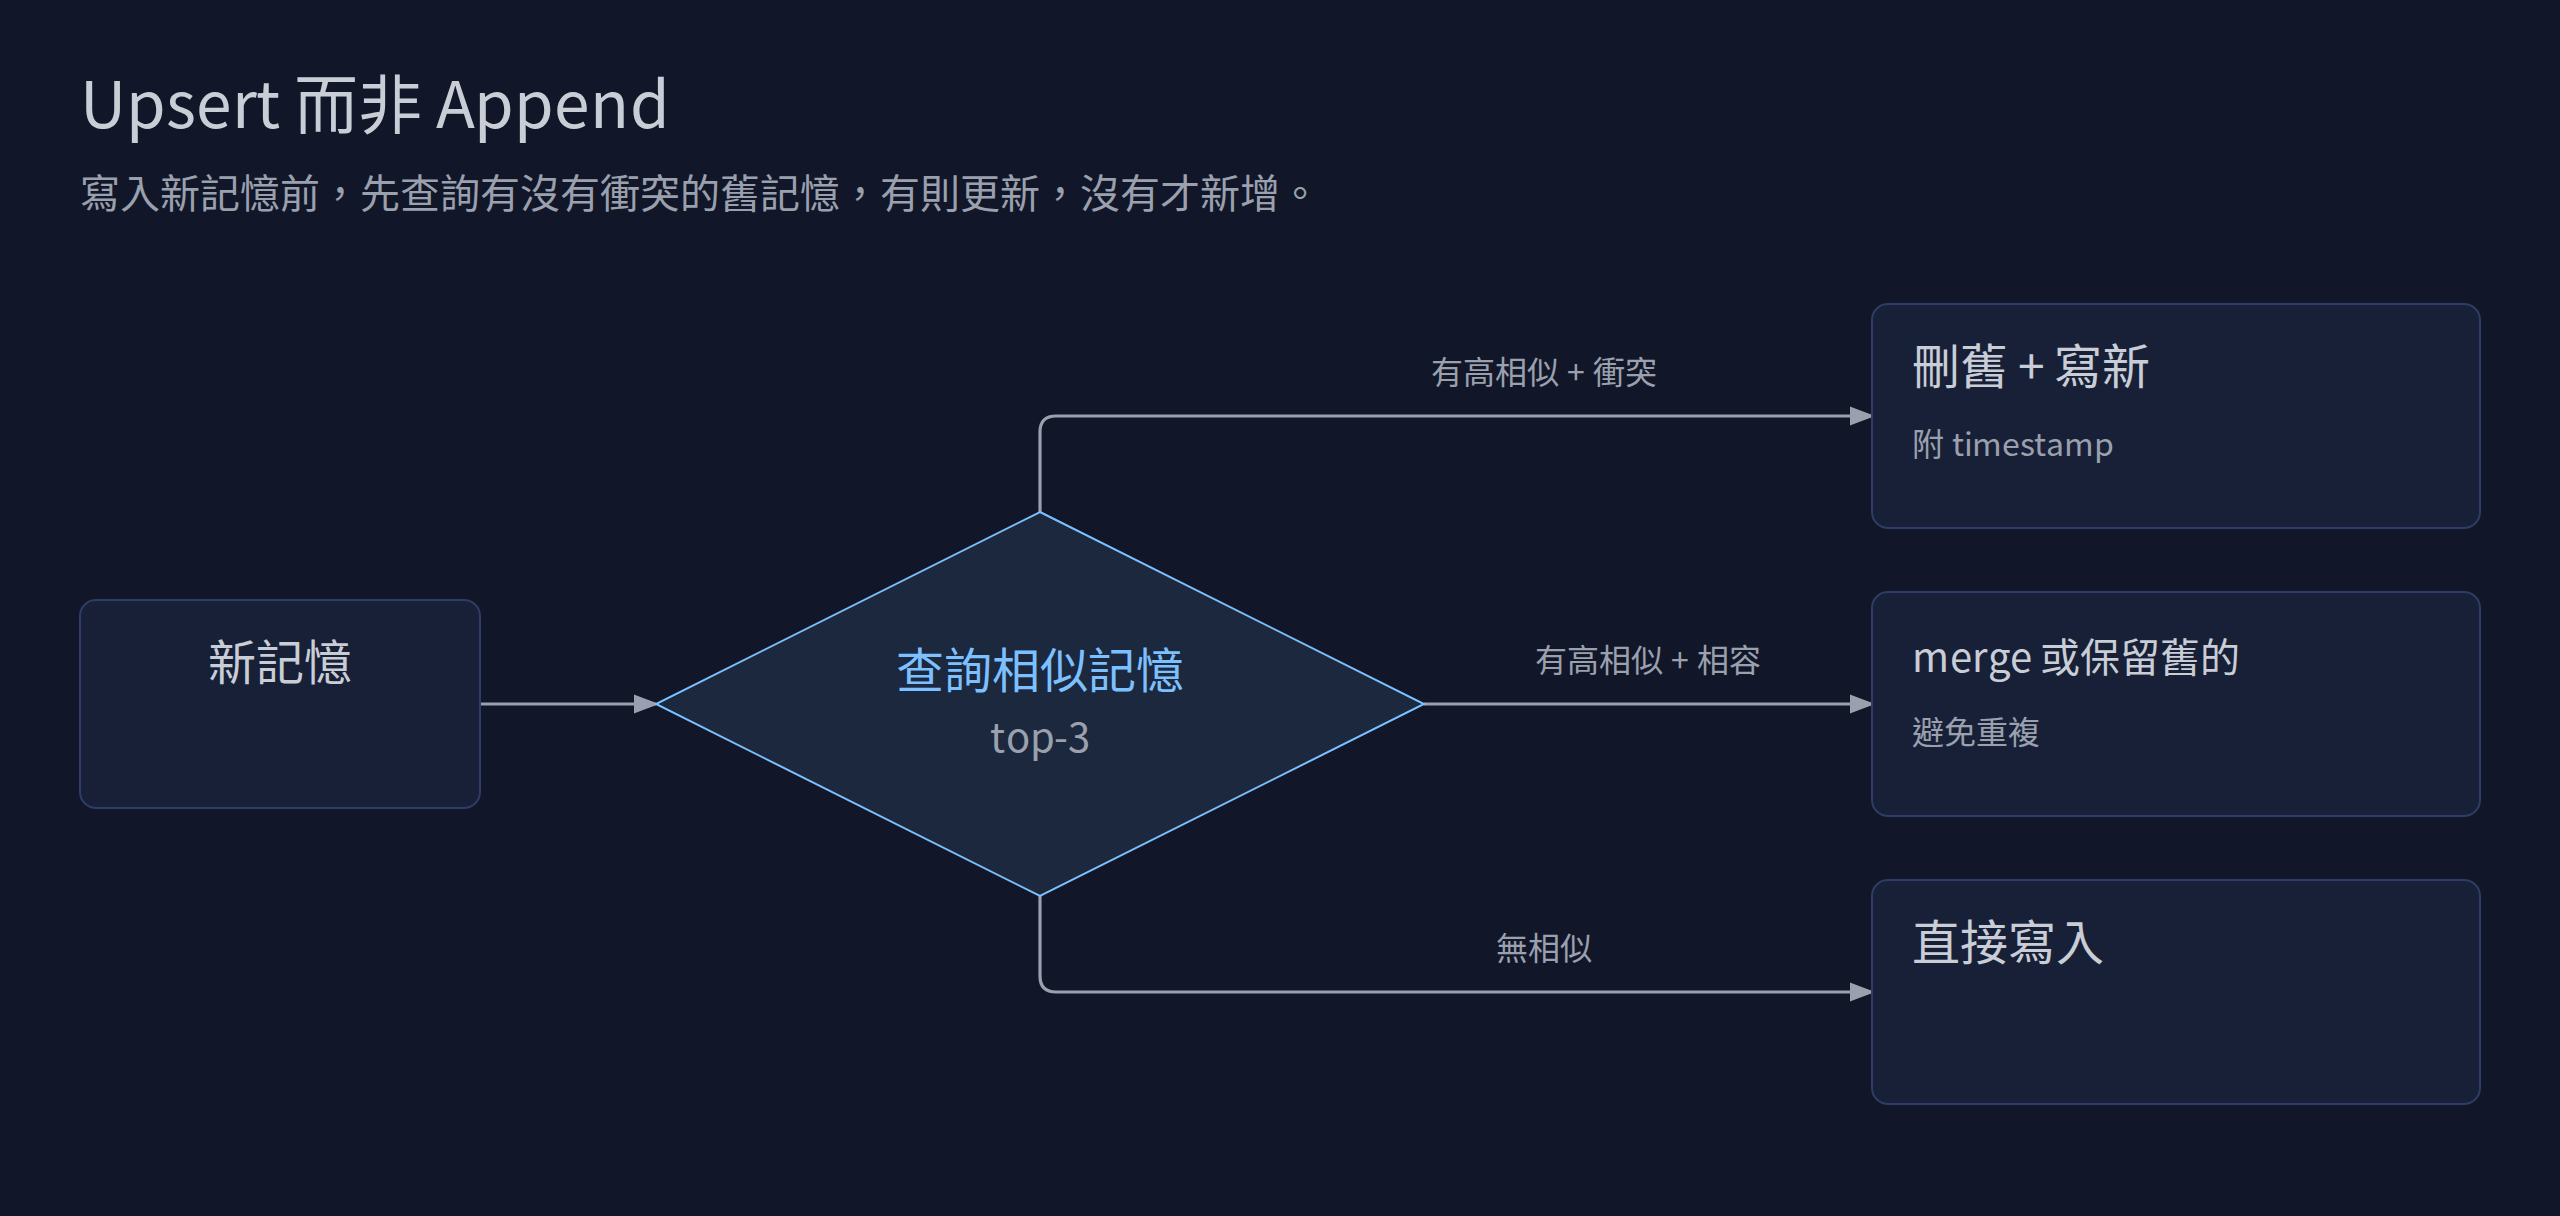 Upsert 而非 Append
寫入新記憶前，先查詢有沒有衝突的舊記憶，有則更新，沒有才新增。
有高相似 + 衝突
刪舊 + 寫新
附 timestamp
新記憶
查詢相似記憶
top-3
有高相似 + 相容
merge 或保留舊的
避免重複
無相似
直接寫入